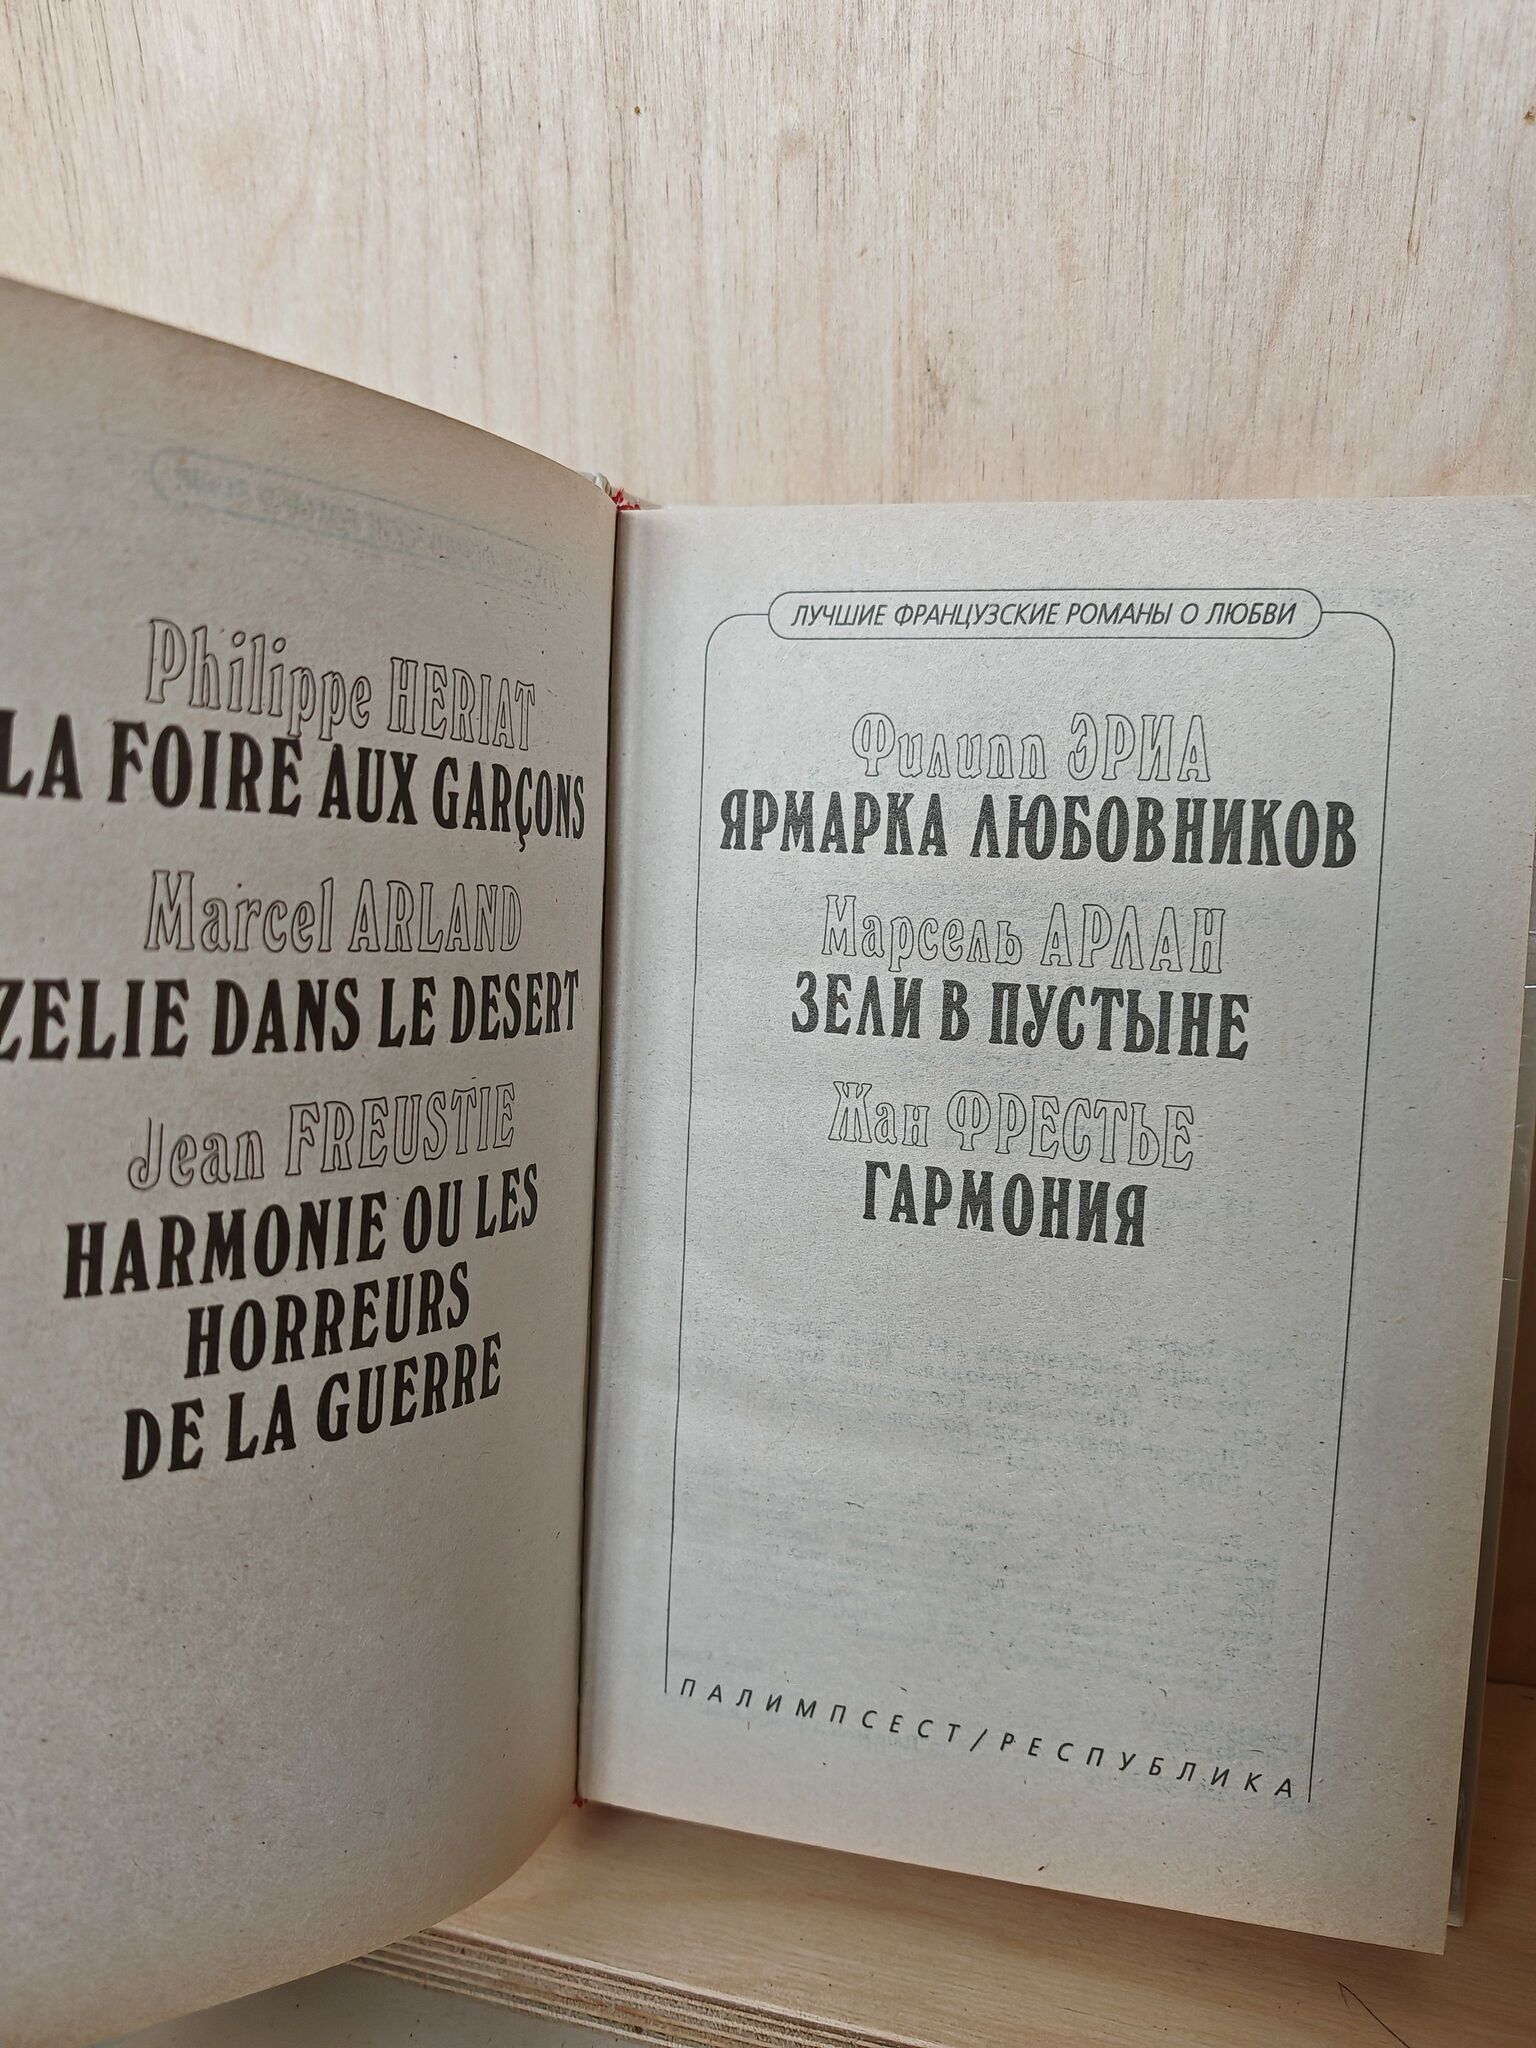 Philippe HERIAT
LA FOIRE AUX GARÇONS
Marcel ARLAND
ZELIE DANS LE DESERT
Jean FREUSTIE
HARMONIE OU LES
HORREURS
DE LA GUERRE
ЛУЧШИЕ ФРАНЦУЗСКИЕ РОМАНЫ О ЛЮБВИ
Филипп ЭРИА
ЯРМАРКА ЛЮБОВНИКОВ
Марсель АРЛАН
ЗЕЛИ В ПУСТЫНЕ
Жан ФРЕСТЬЕ
ГАРМОНИЯ
ПАЛИМПСЕСТ/РЕСПУБЛИКА